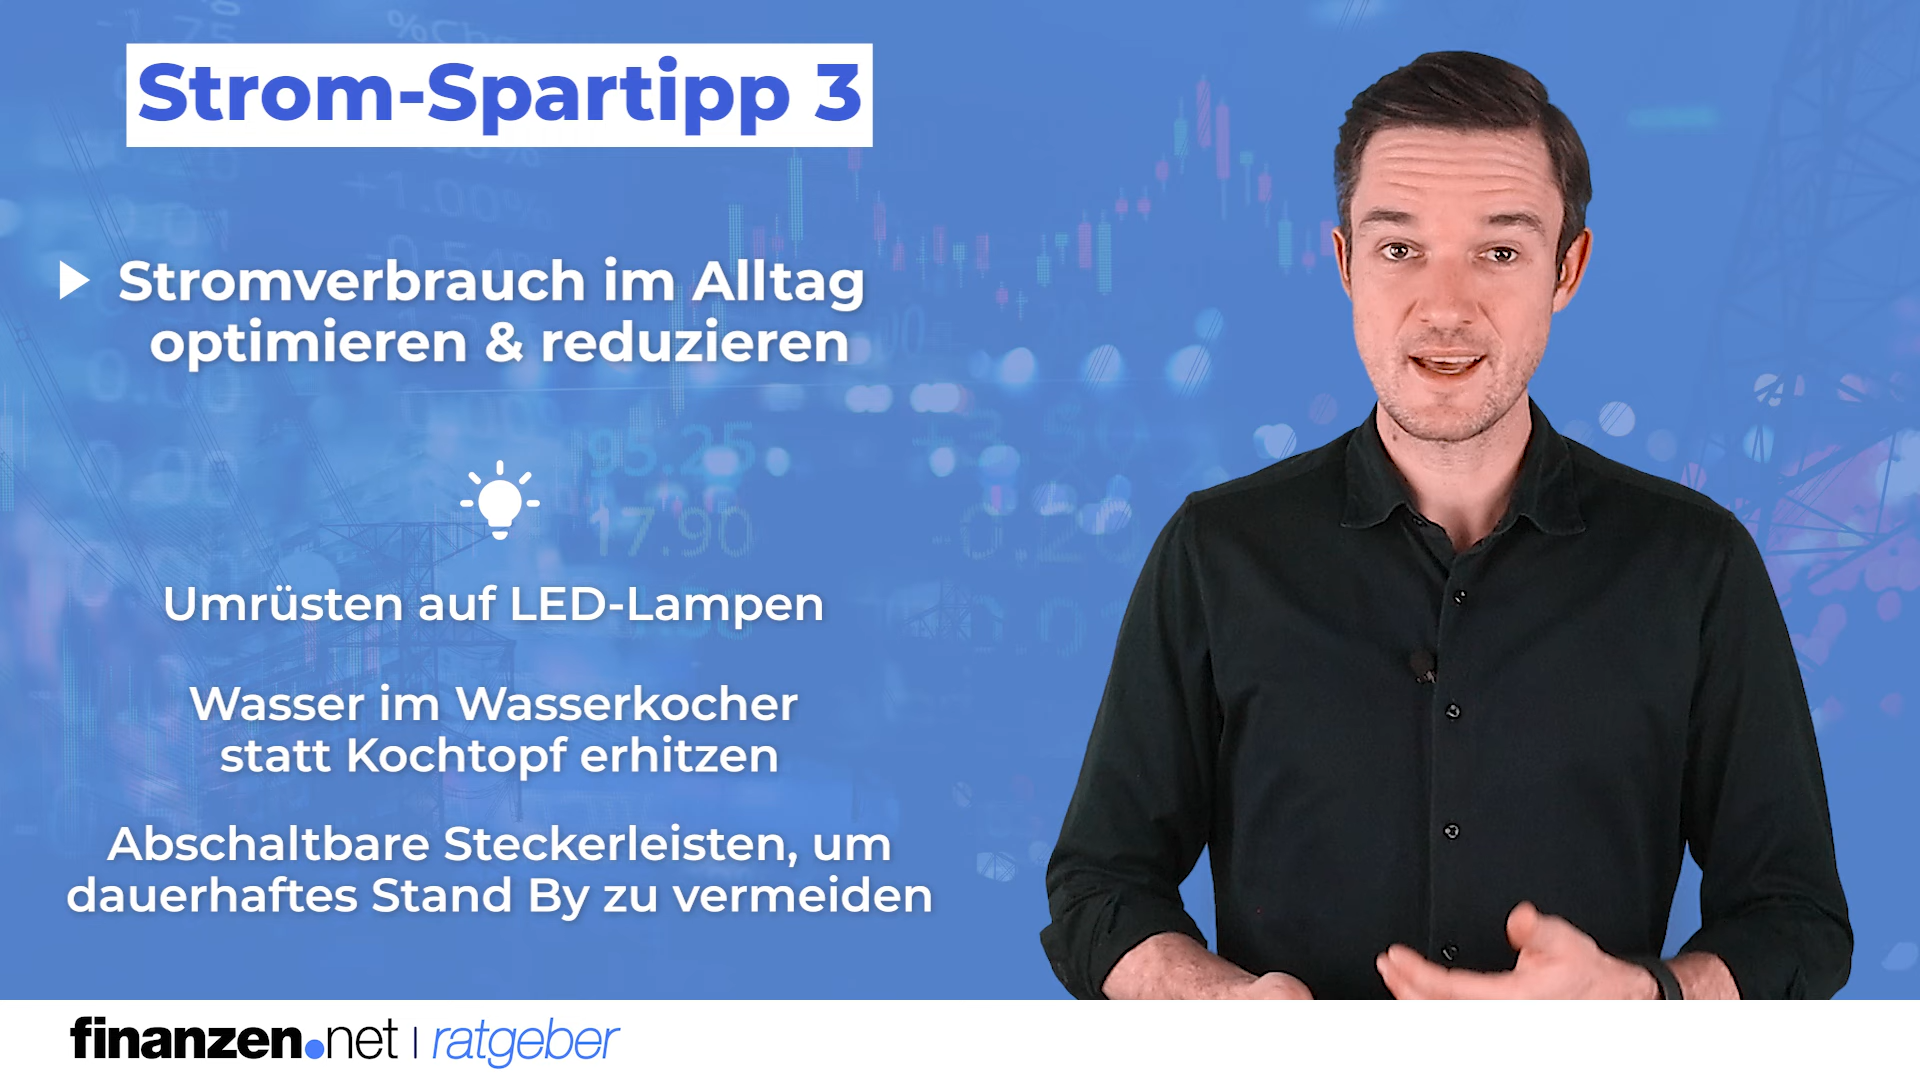 Strom-Spartipp 3
Stromverbrauch im Alltag
optimieren & reduzieren
Umrüsten auf LED-Lampen
Wasser im Wasserkocher
statt Kochtopf erhitzen
Abschaltbare Steckerleisten, um
dauerhaftes Stand By zu vermeiden
finanzen.net | ratgeber